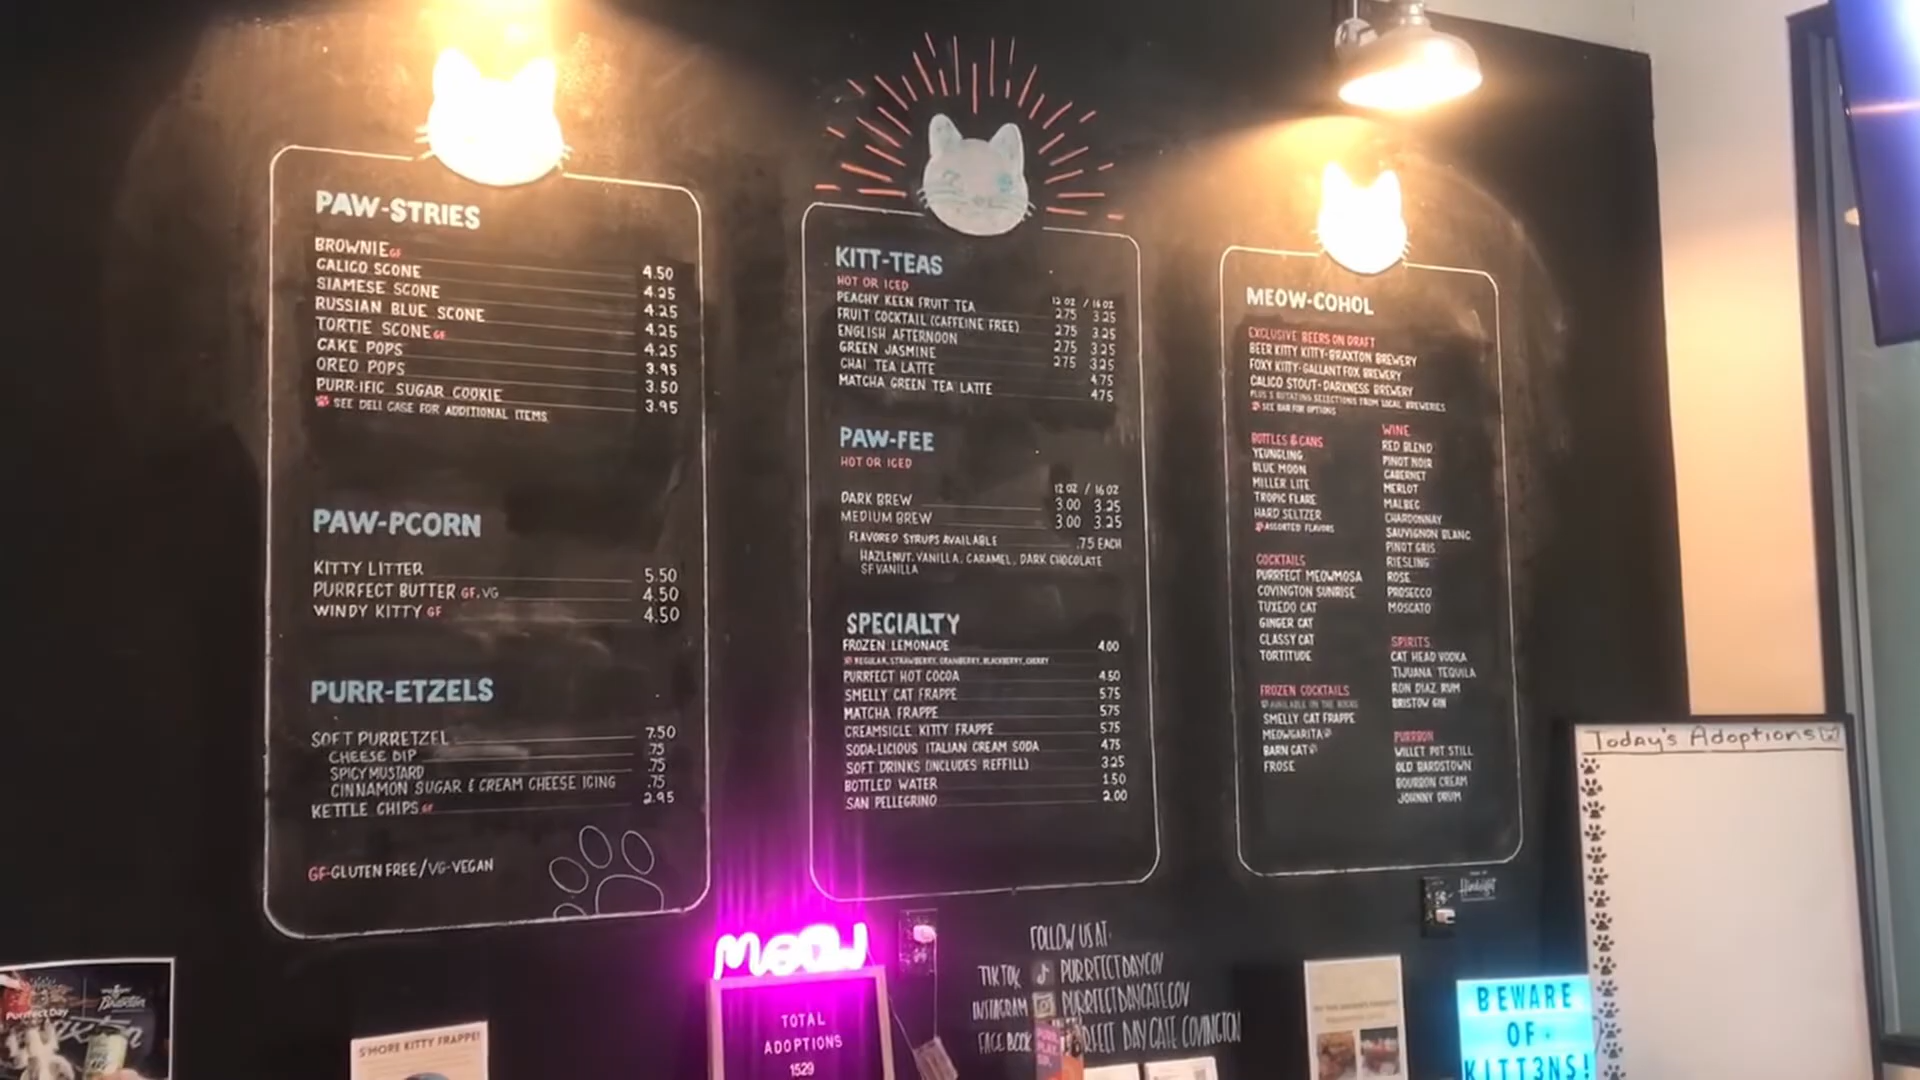 PAW-STRIES
BROWNIE GF 4.50
CALICO SCONE 4.25
SIAMESE SCONE 4.25
RUSSIAN BLUE SCONE 4.25
TORTIE SCONE GF 4.25
CAKE POPS 3.95
OREO POPS 3.50
PURR-IFIC SUGAR COOKIE 3.95
SEE DELI CASE FOR ADDITIONAL ITEMS
PAW-PCORN
KITTY LITTER 5.50
PURRFECT BUTTER GF, VG 4.50
WINDY KITTY GF 4.50
PURR-ETZELS
SOFT PURRETZEL 7.50
CHEESE DIP .75
SPICY MUSTARD .75
CINNAMON SUGAR & CREAM CHEESE ICING .75
KETTLE CHIPS GF 2.95
GF-GLUTEN FREE/VG-VEGAN
KITT-TEAS
HOT OR ICED
12 OZ / 16 OZ
PEACHY KEEN FRUIT TEA 2.75 3.25
FRUIT COCKTAIL (CAFFEINE FREE) 2.75 3.25
ENGLISH AFTERNOON 2.75 3.25
GREEN JASMINE 2.75 3.25
CHAI TEA LATTE 4.75
MATCHA GREEN TEA LATTE 4.75
PAW-FEE
HOT OR ICED
12 OZ / 16 OZ
DARK BREW 3.00 3.25
MEDIUM BREW 3.00 3.25
FLAVORED SYRUPS AVAILABLE .75 EACH
HAZLENUT, VANILLA, CARAMEL, DARK CHOCOLATE
SF VANILLA
SPECIALTY
FROZEN LEMONADE 4.00
REGULAR, STRAWBERRY, CRANBERRY, BLACKBERRY, CHERRY
PURRFECT HOT COCOA 4.50
SMELLY CAT FRAPPE 5.75
MATCHA FRAPPE 5.75
CREAMSICLE KITTY FRAPPE 5.75
SODA-LICIOUS ITALIAN CREAM SODA 4.75
SOFT DRINKS (INCLUDES REFFILL) 3.25
BOTTLED WATER 1.50
SAN PELLEGRINO 2.00
MEOW-COHOL
EXCLUSIVE BEERS ON DRAFT
BEER KITTY KITTY-BRAXTON BREWERY
FOXY KITTY-GALLANT FOX BREWERY
CALICO STOUT-DARKNESS BREWERY
PLUS 3 ROTATING SELECTIONS FROM LOCAL BREWERIES
SEE BAR FOR OPTIONS
BOTTLES & CANS
YEUNGLING
BLUE MOON
MILLER LITE
TROPIC FLARE
HARD SELTZER
ASSORTED FLAVORS
COCKTAILS
PURRFECT MEOWMOSA
COVINGTON SUNRISE
TUXEDO CAT
GINGER CAT
CLASSY CAT
TORTITUDE
FROZEN COCKTAILS
AVAILABLE ON THE ROCKS
SMELLY CAT FRAPPE
MEOWGARITA
BARN CAT
FROSE
WINE
RED BLEND
PINOT NOIR
CABERNET
MERLOT
MALBEC
CHARDONNAY
SAUVIGNON BLANC
PINOT GRIS
RIESLING
ROSE
PROSECCO
MOSCATO
SPIRITS
CAT HEAD VODKA
TIJUANA TEQUILA
RON DIAZ RUM
BRISTOW GIN
PURRBON
WILLET POT STILL
OLD BARDSTOWN
BOURBON CREAM
JOHNNY DRUM
Today's Adoptions
MEOW
TOTAL
ADOPTIONS
1529
FOLLOW US AT:
TIKTOK PURRFECTDAYCOV
INSTAGRAM PURRFECTDAYCAFE.COV
FACEBOOK DAY CAFE COVINGTON
BEWARE
OF
KITT3NS!
S'MORE KITTY FRAPPE!
Purrfect Day
Braxton